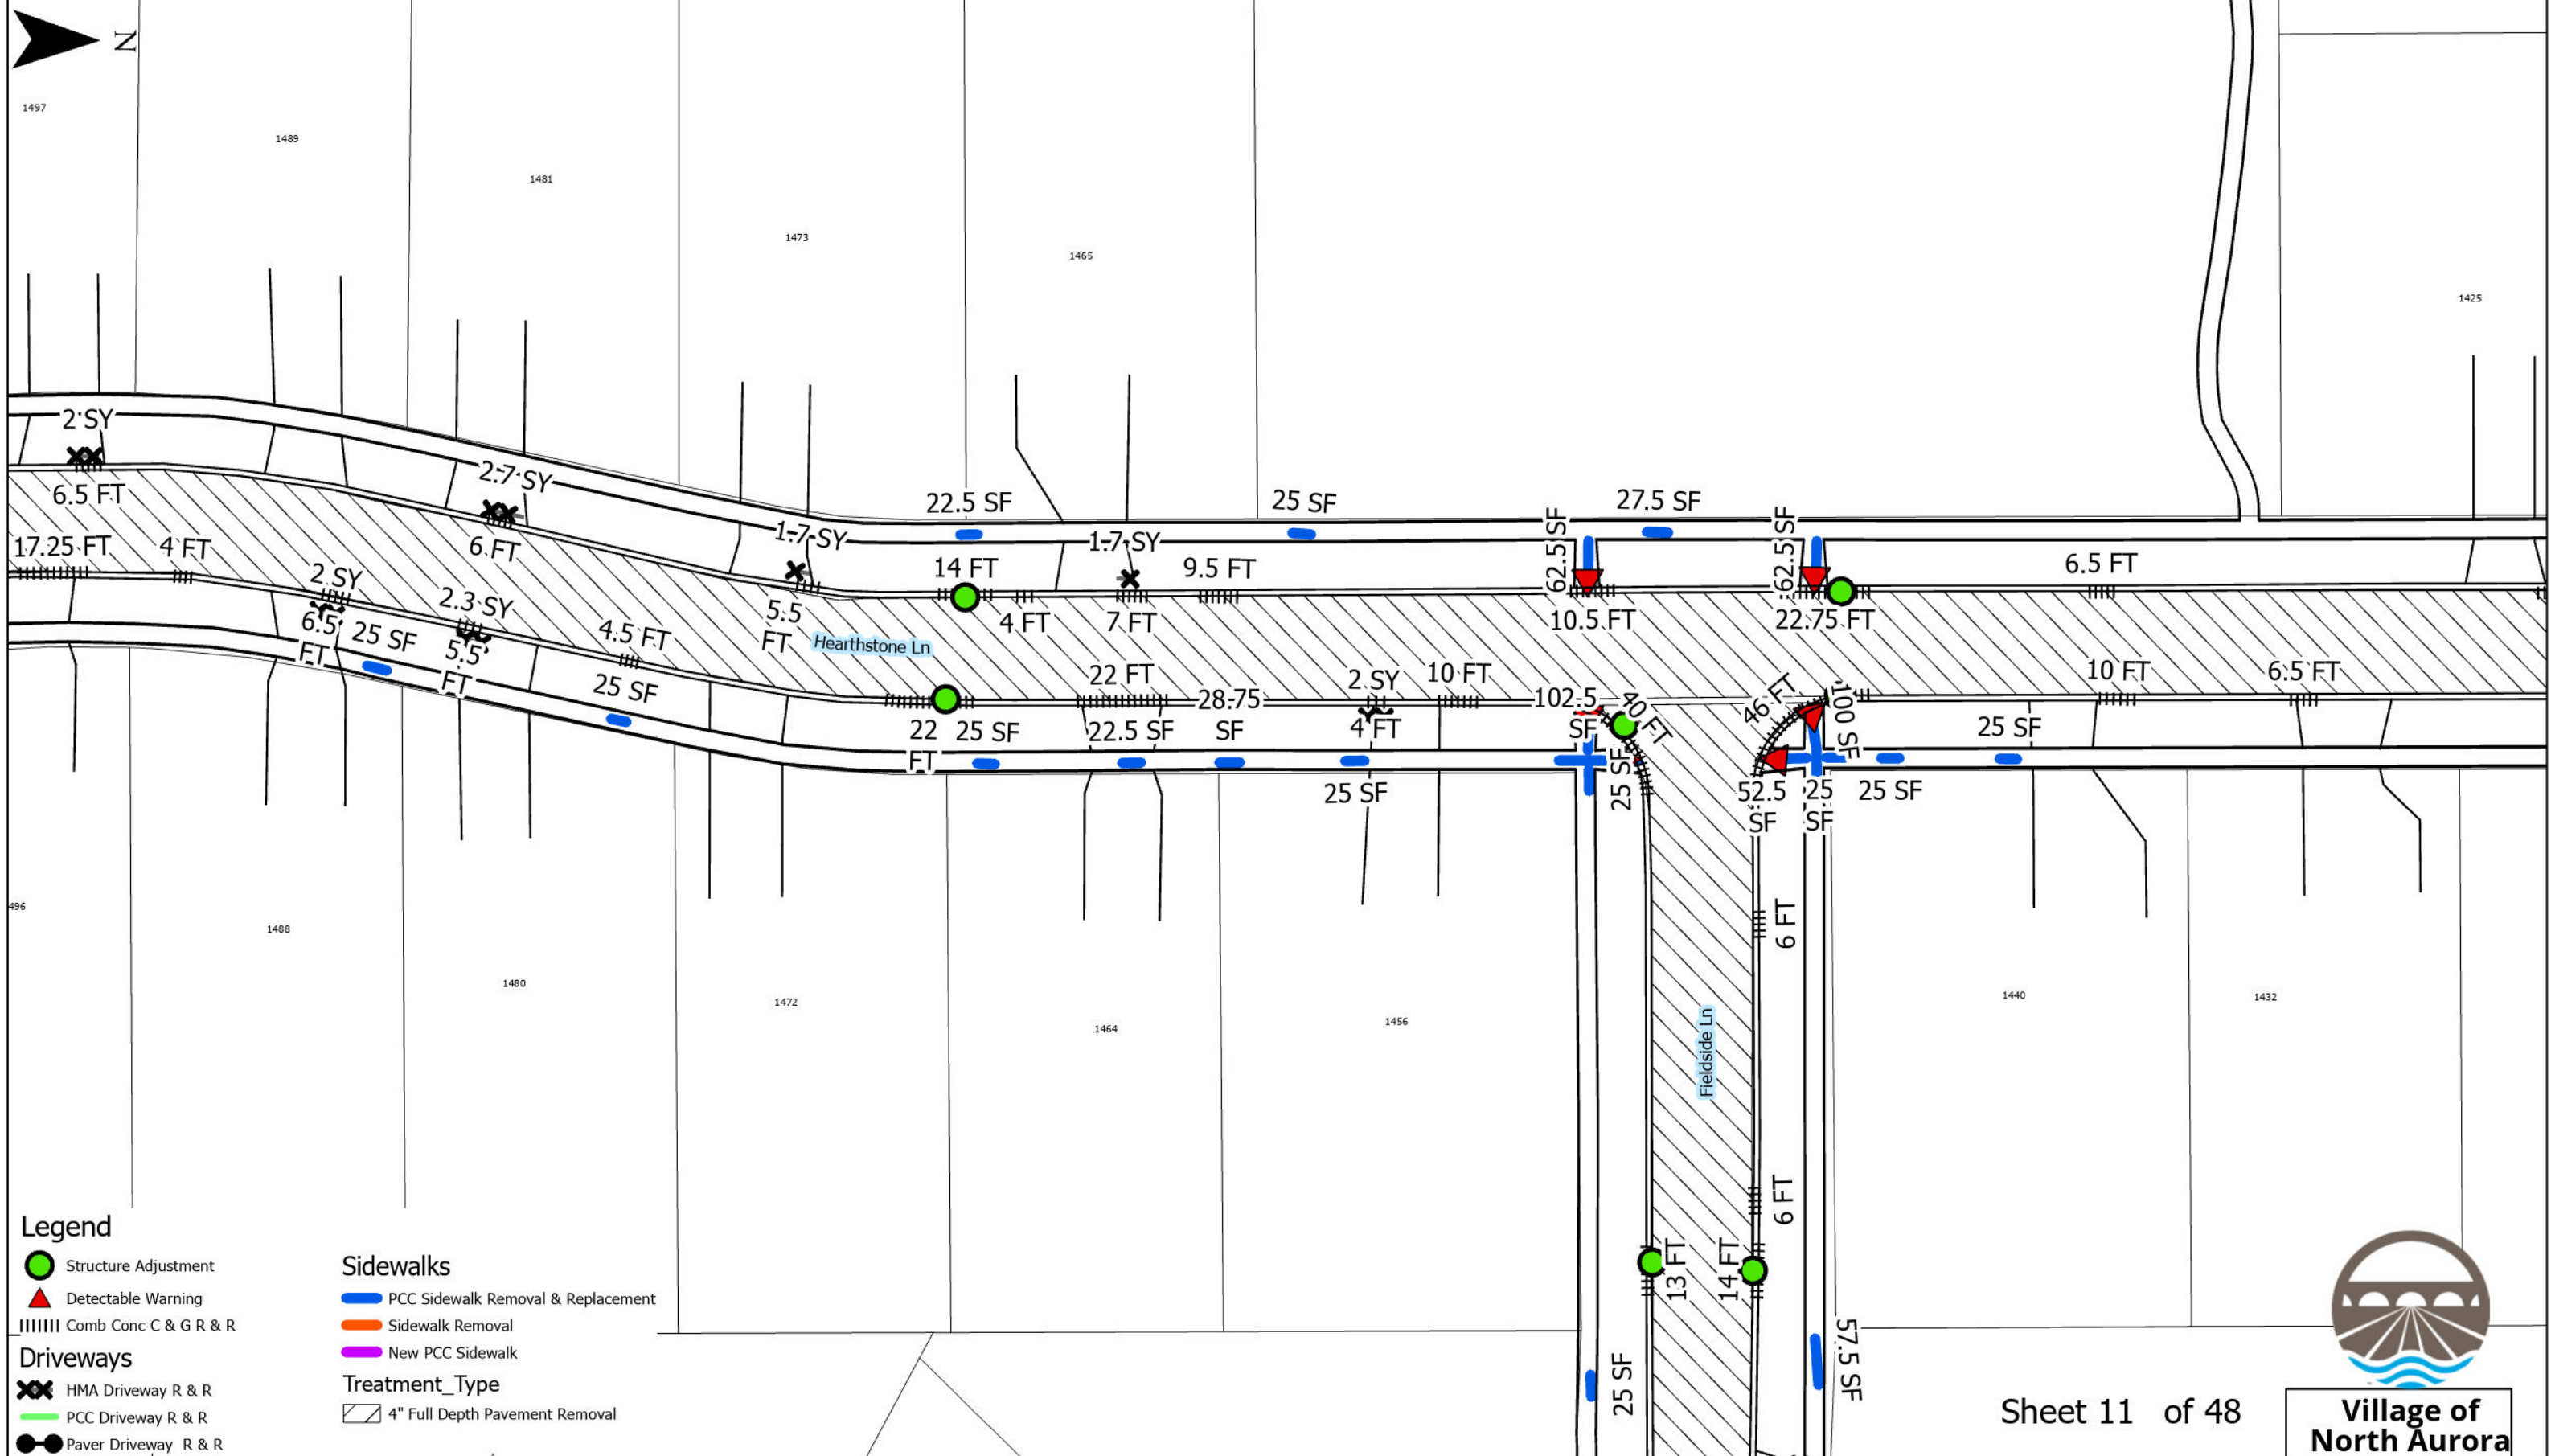 N
1497
1489
1481
1473
1465
1425
2 SY
2.7 SY
1.7 SY
22.5 SF
1.7 SY
25 SF
62.5 SF
27.5 SF
62.5 SF
6.5 FT
6 FT
5.5
FT
14 FT
4 FT
7 FT
9.5 FT
10.5 FT
22.75 FT
6.5 FT
Hearthstone Ln
17.25 FT
4 FT
2 SY
6.5
FT
25 SF
2.3 SY
5.5
FT
4.5 FT
25 SF
22
FT
25 SF
22 FT
22.5 SF
28.75
SF
2 SY
4 FT
25 SF
10 FT
102.5
SF
40 FT
25 SF
46 FT
100 SF
52.5
SF
25
SF
25 SF
25 SF
10 FT
6.5 FT
496
1488
1480
1472
1464
1456
1440
1432
6 FT
Fieldside Ln
6 FT
13 FT
14 FT
25 SF
57.5 SF
Legend
Structure Adjustment
Detectable Warning
Comb Conc C & G R & R
Driveways
HMA Driveway R & R
PCC Driveway R & R
Paver Driveway R & R
Sidewalks
PCC Sidewalk Removal & Replacement
Sidewalk Removal
New PCC Sidewalk
Treatment_Type
4" Full Depth Pavement Removal
Sheet 11 of 48
Village of
North Aurora